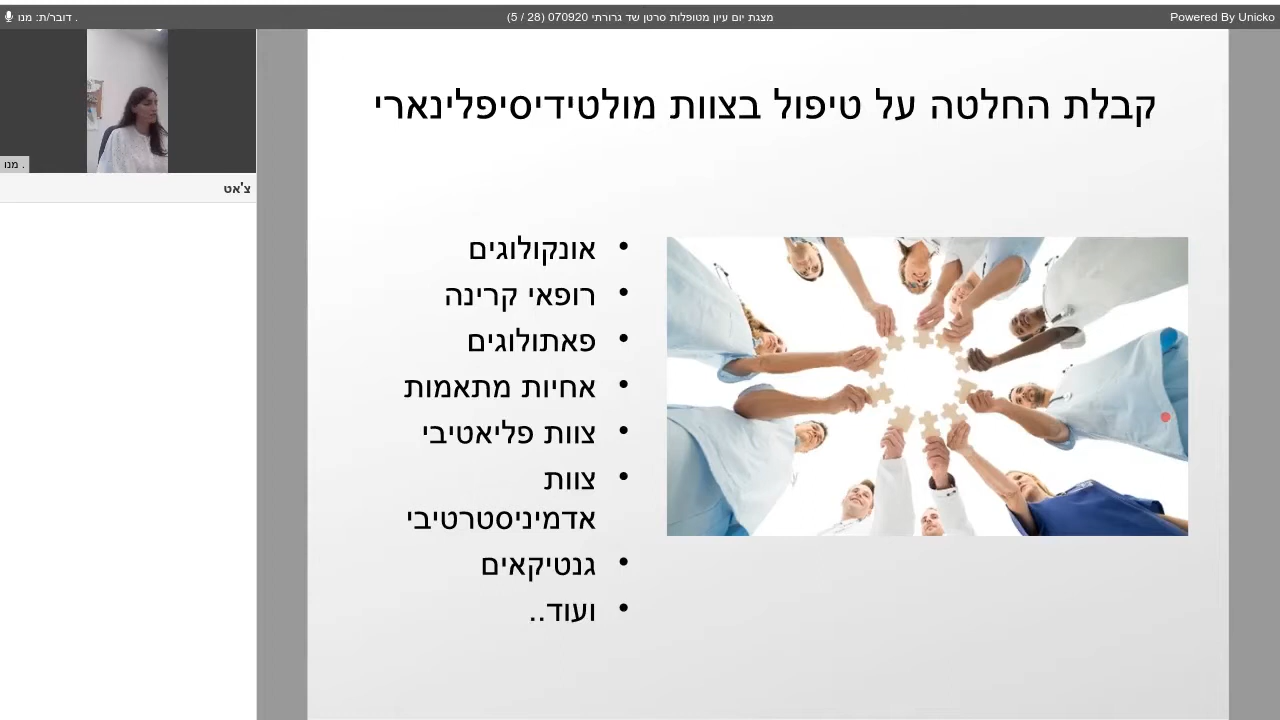 דובר/ת: מנו .
מצגת יום עיון מטופלות סרטן שד גרורתי 070920 (28 / 5)
Powered By Unicko
מנו .
צ'אט
קבלת החלטה על טיפול בצוות מולטידיסיפלינארי
• אונקולוגים
• רופאי קרינה
• פאתולוגים
• אחיות מתאמות
• צוות פליאטיבי
• צוות
אדמיניסטרטיבי
• גנטיקאים
• ועוד..